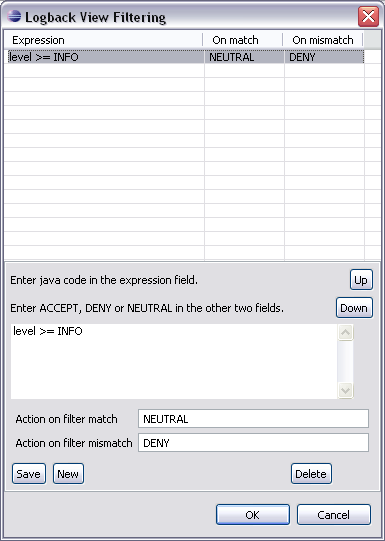 Logback View Filtering
Expression On match On mismatch
level >= INFO NEUTRAL DENY
Enter java code in the expression field.
Up
Enter ACCEPT, DENY or NEUTRAL in the other two fields.
Down
level >= INFO
Action on filter match NEUTRAL
Action on filter mismatch DENY
Save New Delete
OK Cancel